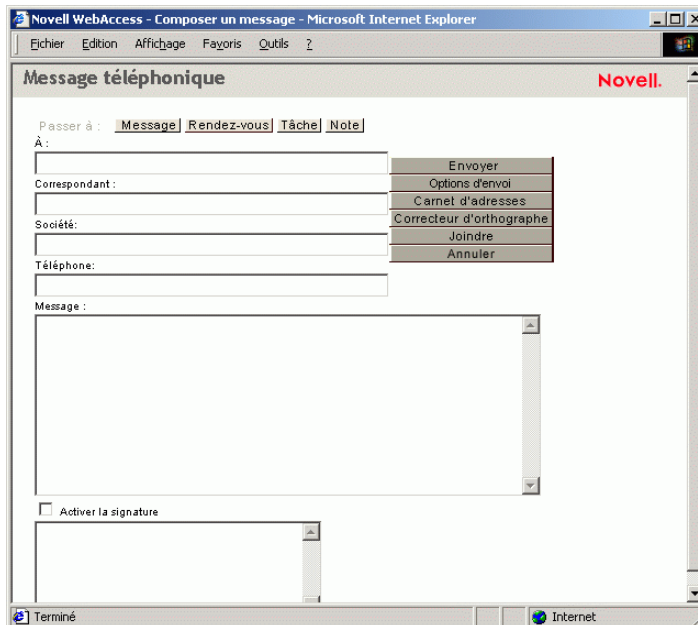 Novell WebAccess - Composer un message - Microsoft Internet Explorer
Fichier Edition Affichage Favoris Outils ?
Message téléphonique Novell.
Passer à : Message Rendez-vous Tâche Note
À :
Envoyer
Correspondant : Options d'envoi
Carnet d'adresses
Société: Correcteur d'orthographe
Joindre
Annuler
Téléphone:
Message :
Activer la signature
Terminé Internet